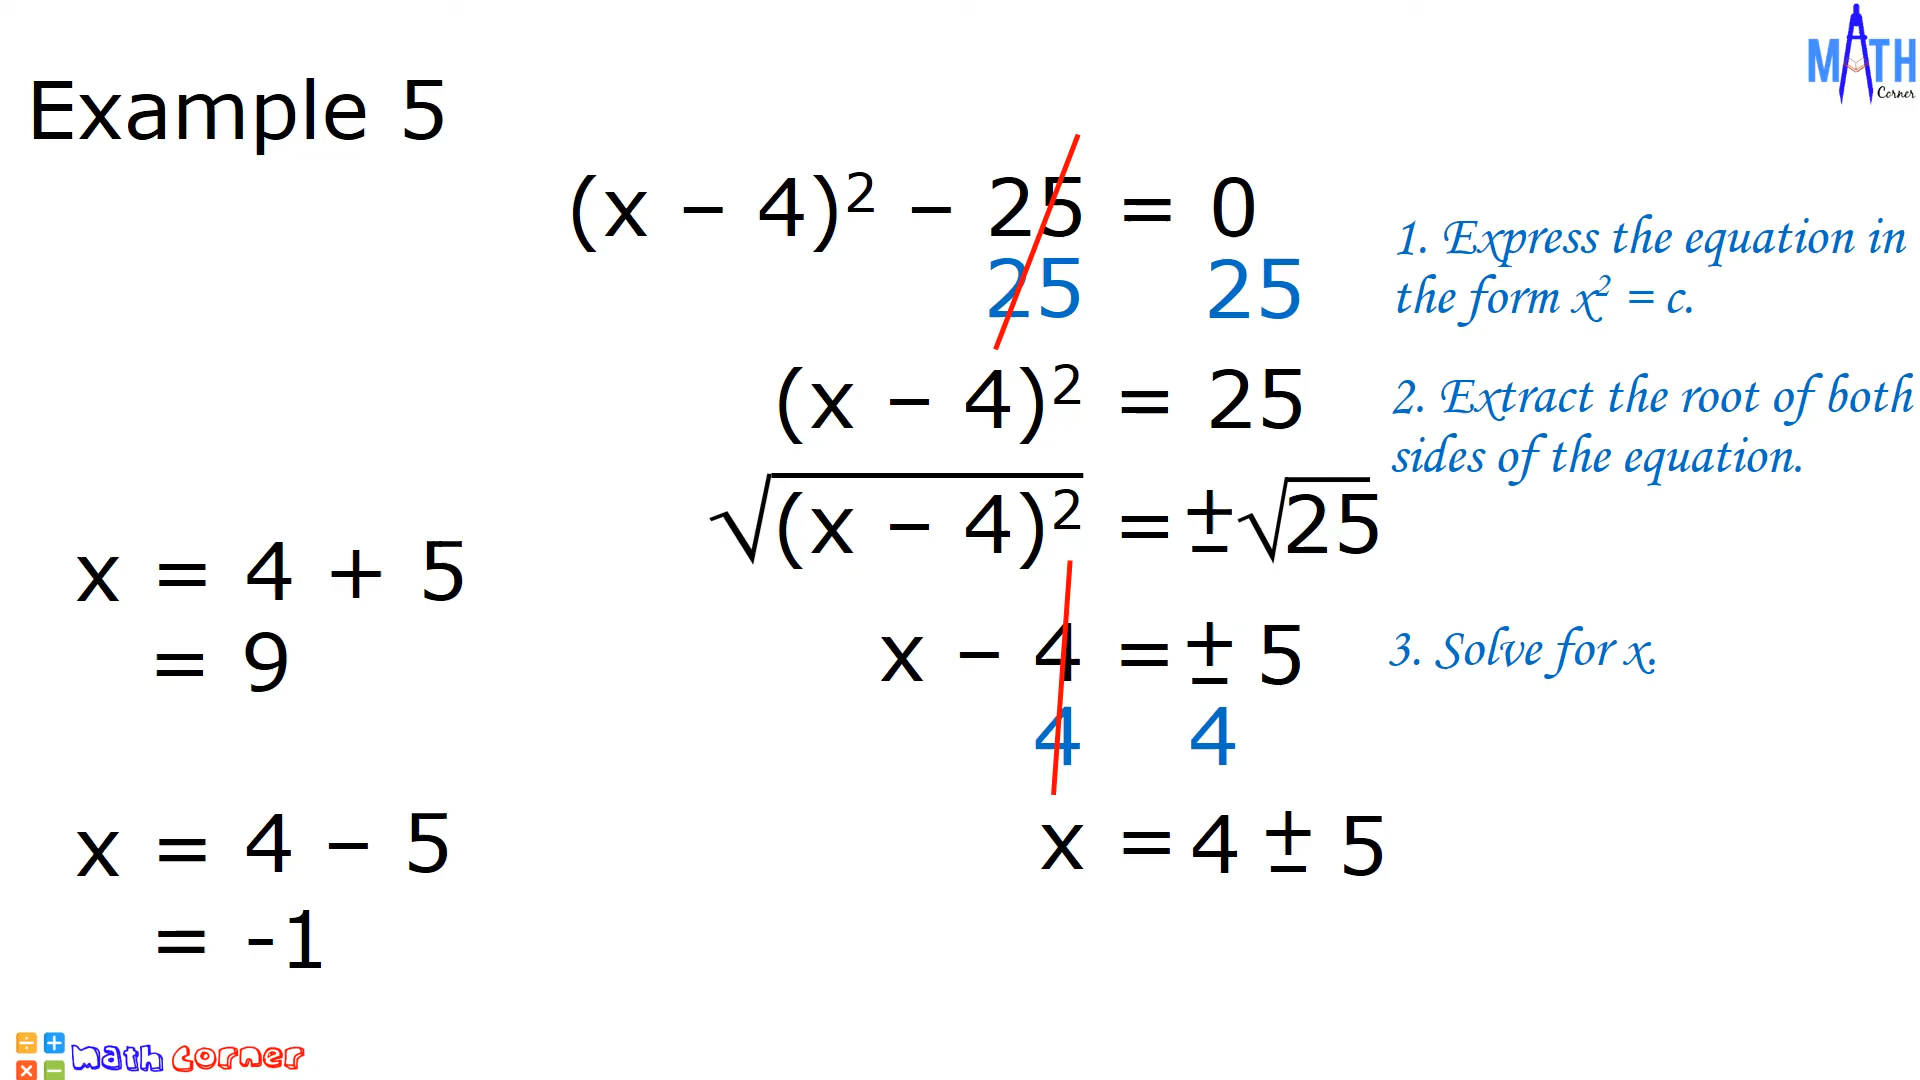 MATH
Corner
Example 5
(x – 4)² – 25 = 0
25 25
(x – 4)² = 25
√(x – 4)² = ± √25
x – 4 = ± 5
4 4
x = 4 ± 5
1. Express the equation in
the form x² = c.
2. Extract the root of both
sides of the equation.
3. Solve for x.
x = 4 + 5
= 9
x = 4 – 5
= -1
÷ + × − math corner